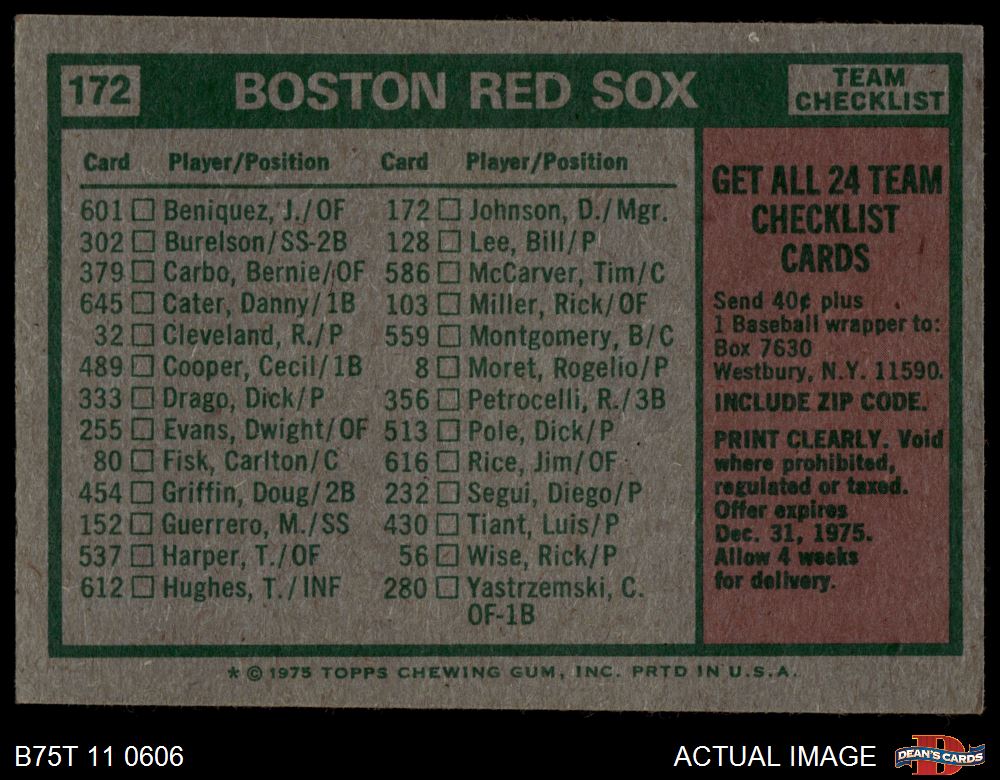 172 BOSTON RED SOX TEAM CHECKLIST
Card Player/Position Card Player/Position
601 □ Beniquez, J./OF 172 □ Johnson, D./Mgr.
302 □ Burelson/SS-2B 128 □ Lee, Bill/P
379 □ Carbo, Bernie/OF 586 □ McCarver, Tim/C
645 □ Cater, Danny/1B 103 □ Miller, Rick/OF
32 □ Cleveland, R./P 559 □ Montgomery, B/C
489 □ Cooper, Cecil/1B 8 □ Moret, Rogelio/P
333 □ Drago, Dick/P 356 □ Petrocelli, R./3B
255 □ Evans, Dwight/OF 513 □ Pole, Dick/P
80 □ Fisk, Carlton/C 616 □ Rice, Jim/OF
454 □ Griffin, Doug/2B 232 □ Segui, Diego/P
152 □ Guerrero, M./SS 430 □ Tiant, Luis/P
537 □ Harper, T./OF 56 □ Wise, Rick/P
612 □ Hughes, T./INF 280 □ Yastrzemski, C.
OF-1B
GET ALL 24 TEAM
CHECKLIST
CARDS
Send 40¢ plus
1 Baseball wrapper to:
Box 7630
Westbury, N.Y. 11590.
INCLUDE ZIP CODE.
PRINT CLEARLY. Void
where prohibited,
regulated or taxed.
Offer expires
Dec. 31, 1975.
Allow 4 weeks
for delivery.
* © 1975 TOPPS CHEWING GUM, INC. PRTD IN U.S.A.
B75T 11 0606 ACTUAL IMAGE DEAN'S CARDS